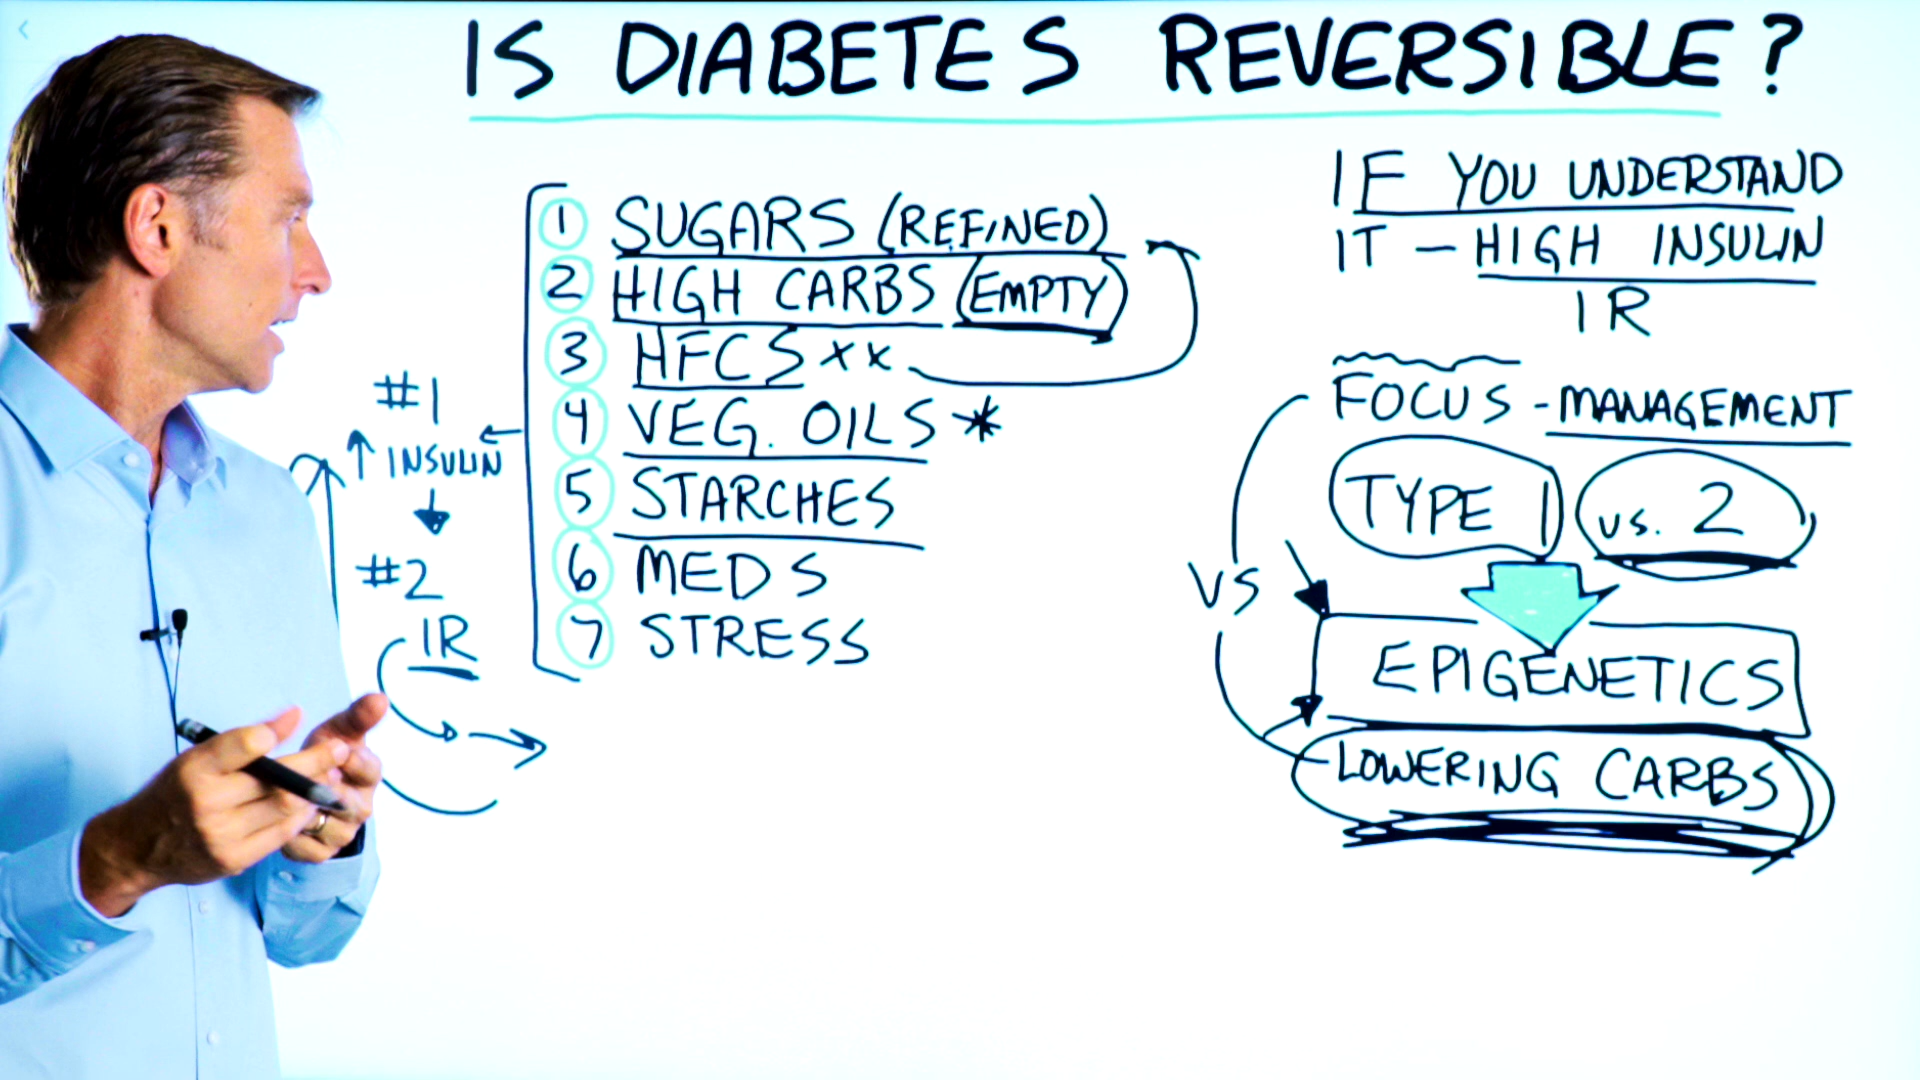 IS DIABETES REVERSIBLE?
#1
↑ INSULIN
#2
IR
1 SUGARS (REFINED)
2 HIGH CARBS (EMPTY)
3 HFCS xx
4 VEG. OILS *
5 STARCHES
6 MEDS
7 STRESS
IF YOU UNDERSTAND
IT – HIGH INSULIN
IR
FOCUS - MANAGEMENT
TYPE 1 vs. 2
VS
EPIGENETICS
LOWERING CARBS